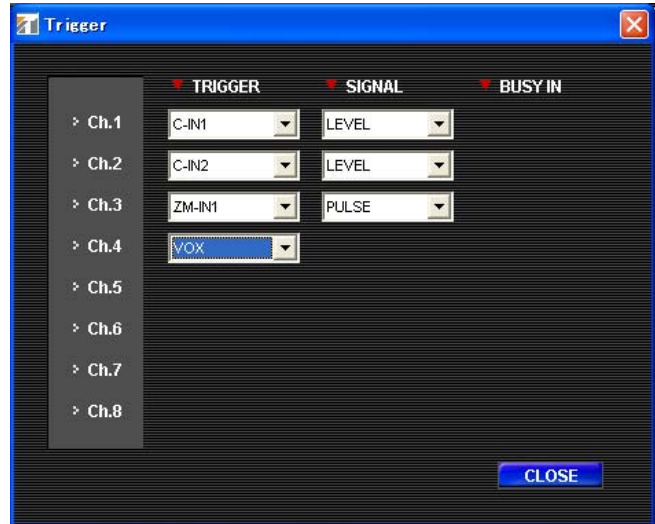 Trigger
TRIGGER SIGNAL BUSY IN
Ch.1 C-IN1 LEVEL
Ch.2 C-IN2 LEVEL
Ch.3 ZM-IN1 PULSE
Ch.4 VOX
Ch.5
Ch.6
Ch.7
Ch.8
CLOSE